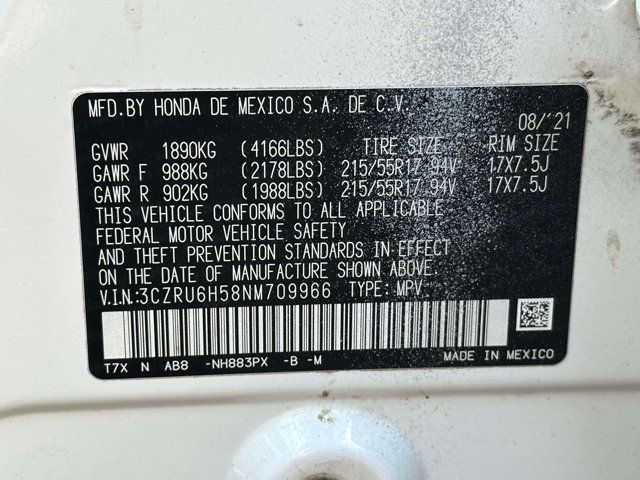 MFD.BY HONDA DE MEXICO S.A. DE C.V.
08/'21
GVWR 1890KG (4166LBS) TIRE SIZE RIM SIZE
GAWR F 988KG (2178LBS) 215/55R17 94V 17X7.5J
GAWR R 902KG (1988LBS) 215/55R17 94V 17X7.5J
THIS VEHICLE CONFORMS TO ALL APPLICABLE
FEDERAL MOTOR VEHICLE SAFETY
AND THEFT PREVENTION STANDARDS IN EFFECT
ON THE DATE OF MANUFACTURE SHOWN ABOVE.
V.I.N:3CZRU6H58NM709966 TYPE: MPV
T7X N AB8 -NH883PX -B -M MADE IN MEXICO